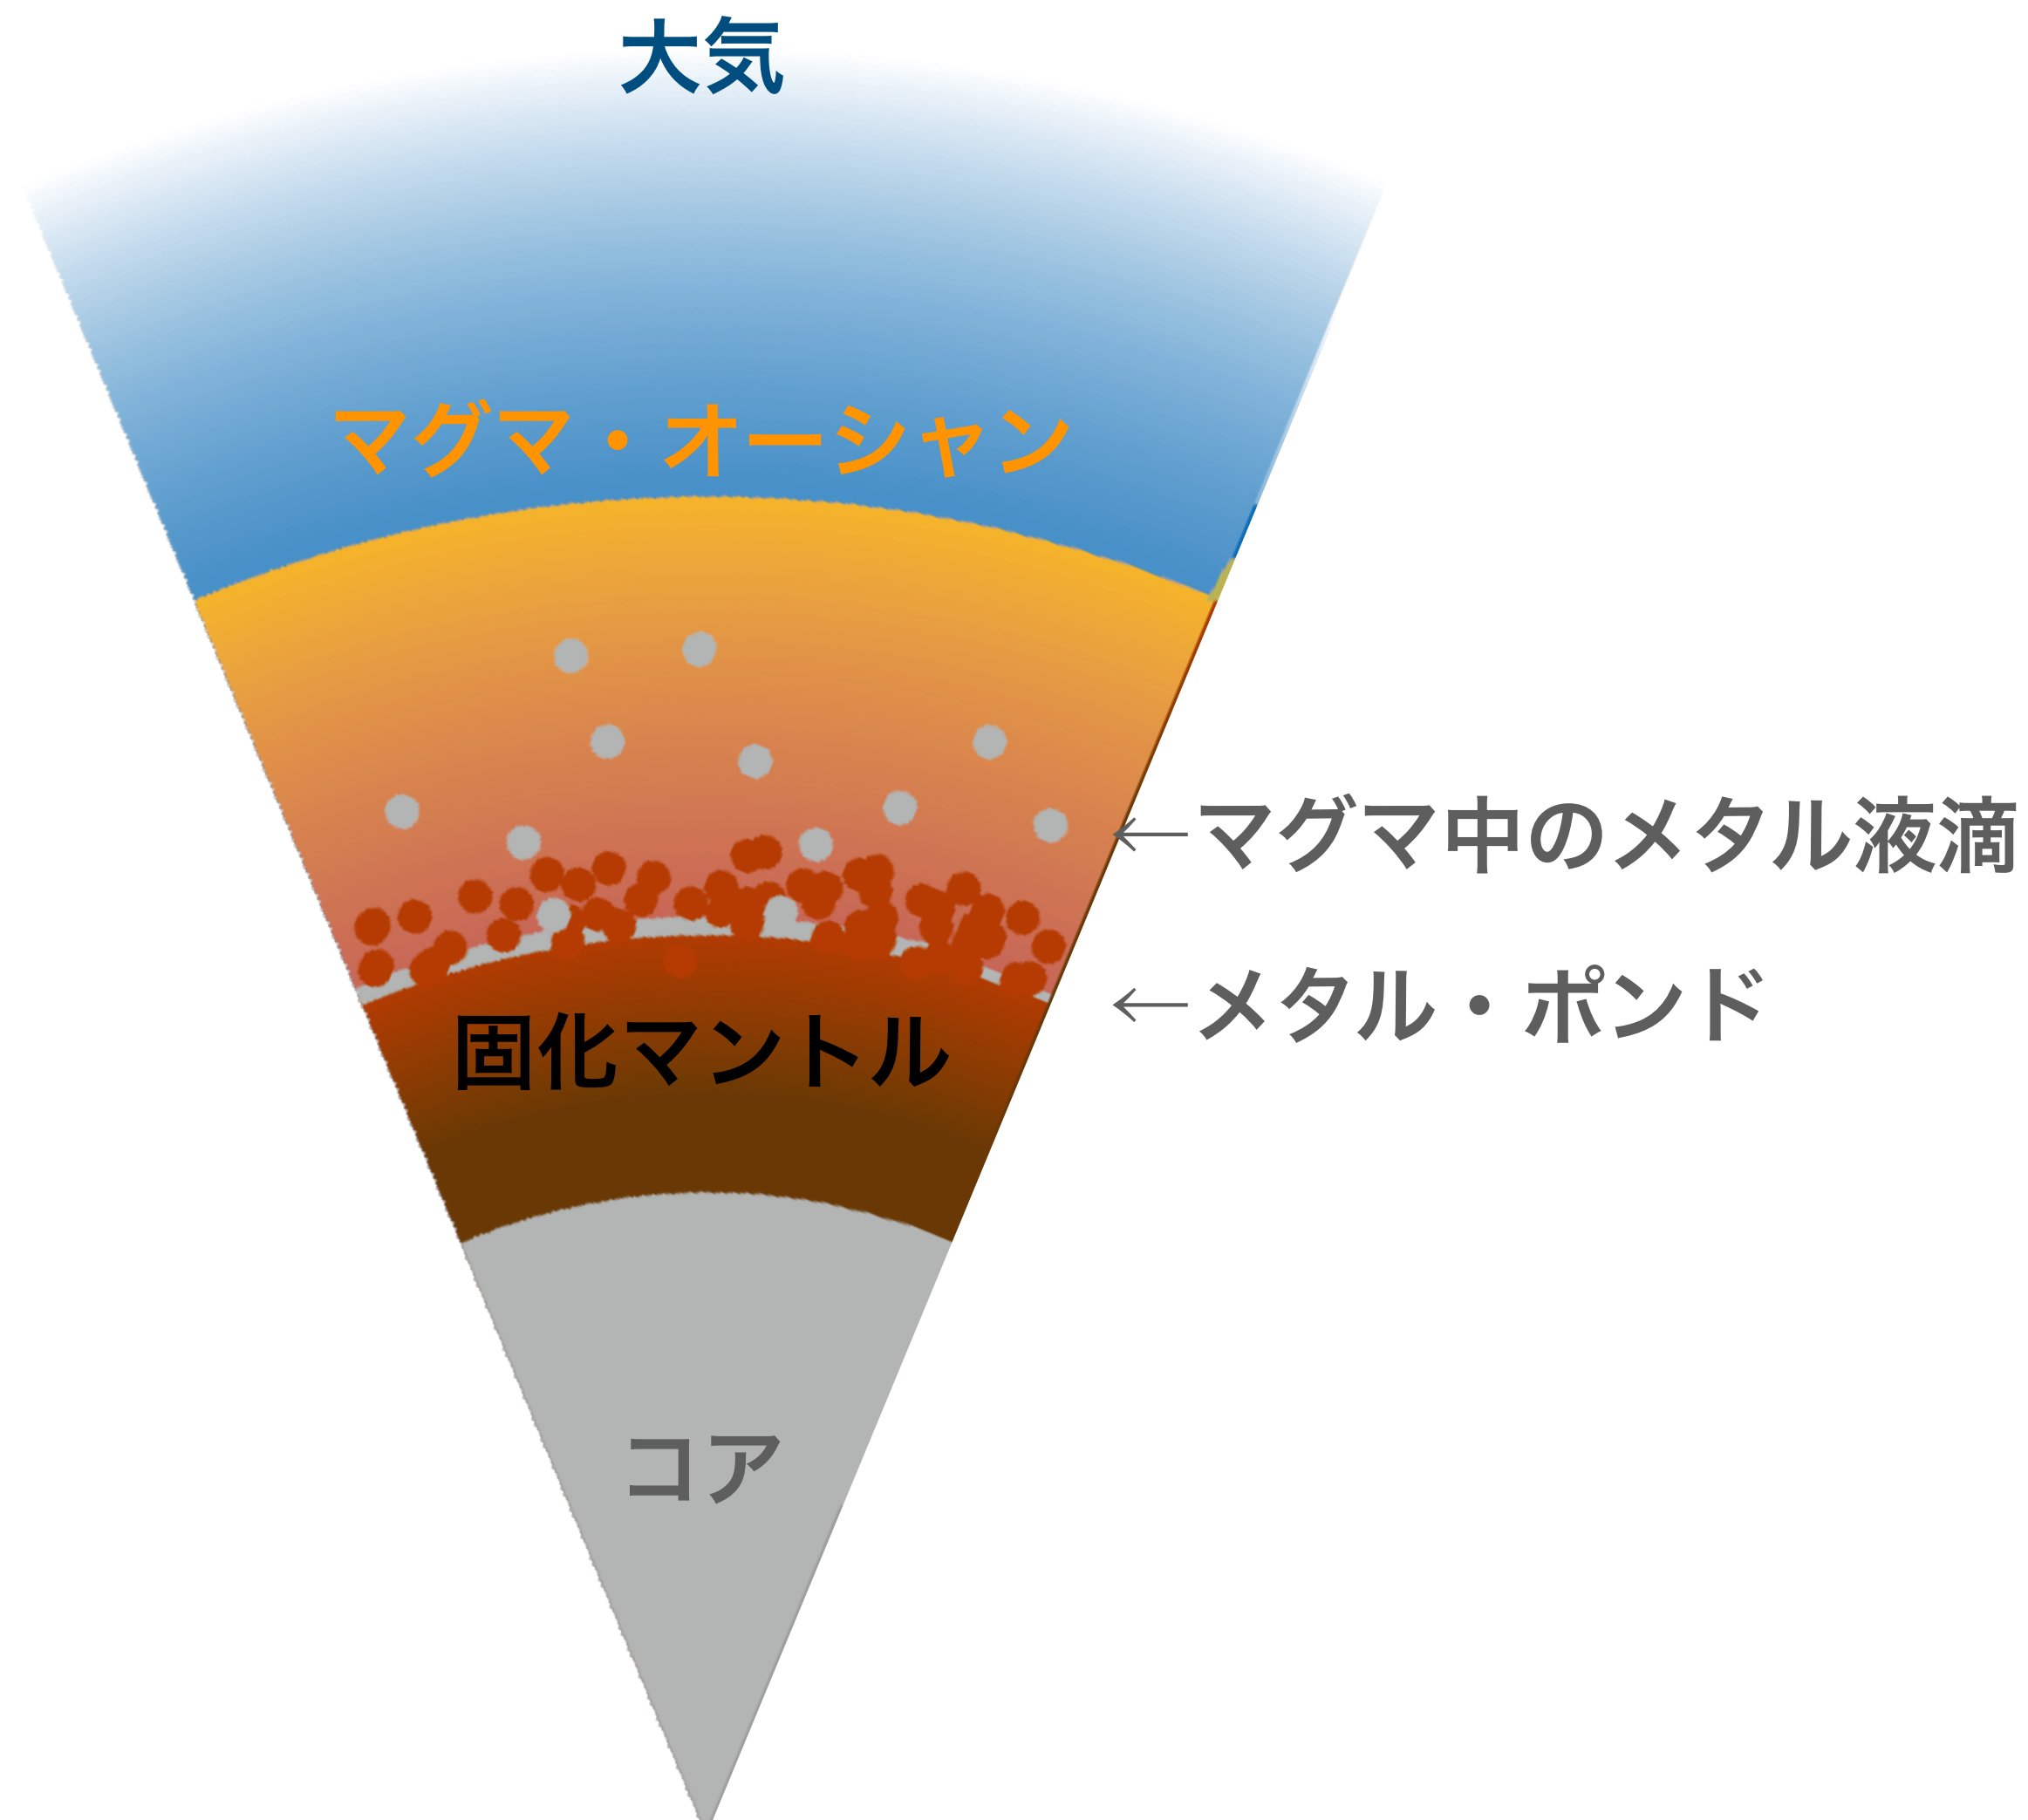 大気
マグマ・オーシャン
←マグマ中のメタル液滴
←メタル・ポンド
固化マントル
コア